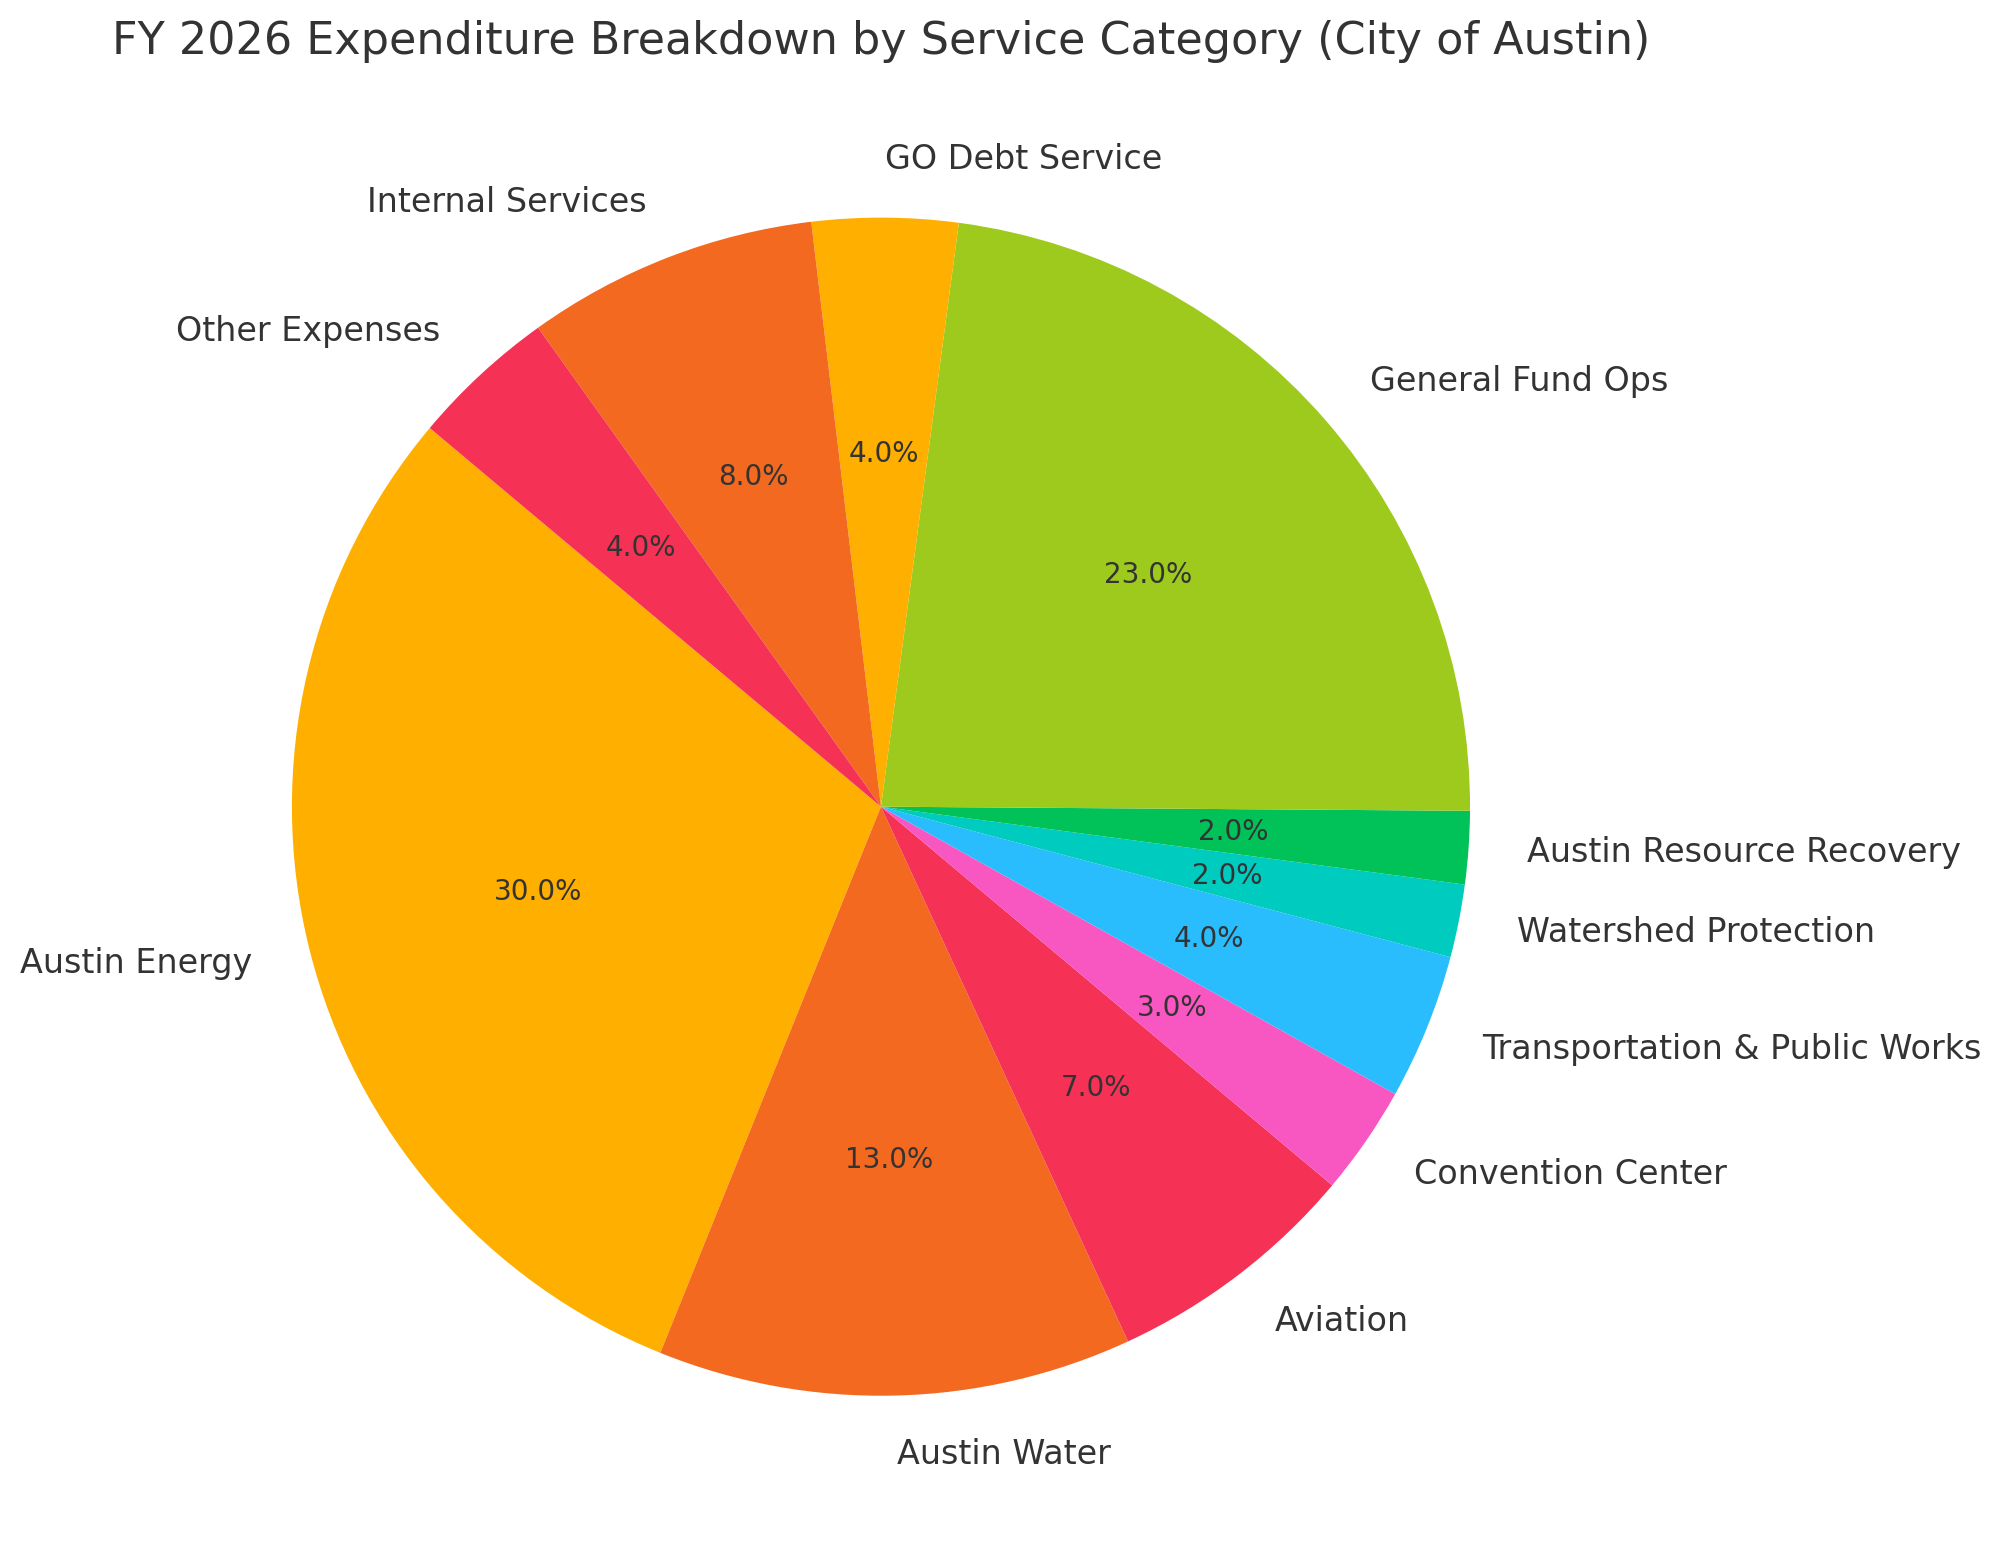 FY 2026 Expenditure Breakdown by Service Category (City of Austin)
GO Debt Service
Internal Services
Other Expenses
General Fund Ops
4.0%
8.0%
4.0%
23.0%
Austin Resource Recovery
2.0%
Watershed Protection
2.0%
Transportation & Public Works
4.0%
Convention Center
3.0%
Aviation
7.0%
Austin Water
13.0%
Austin Energy
30.0%